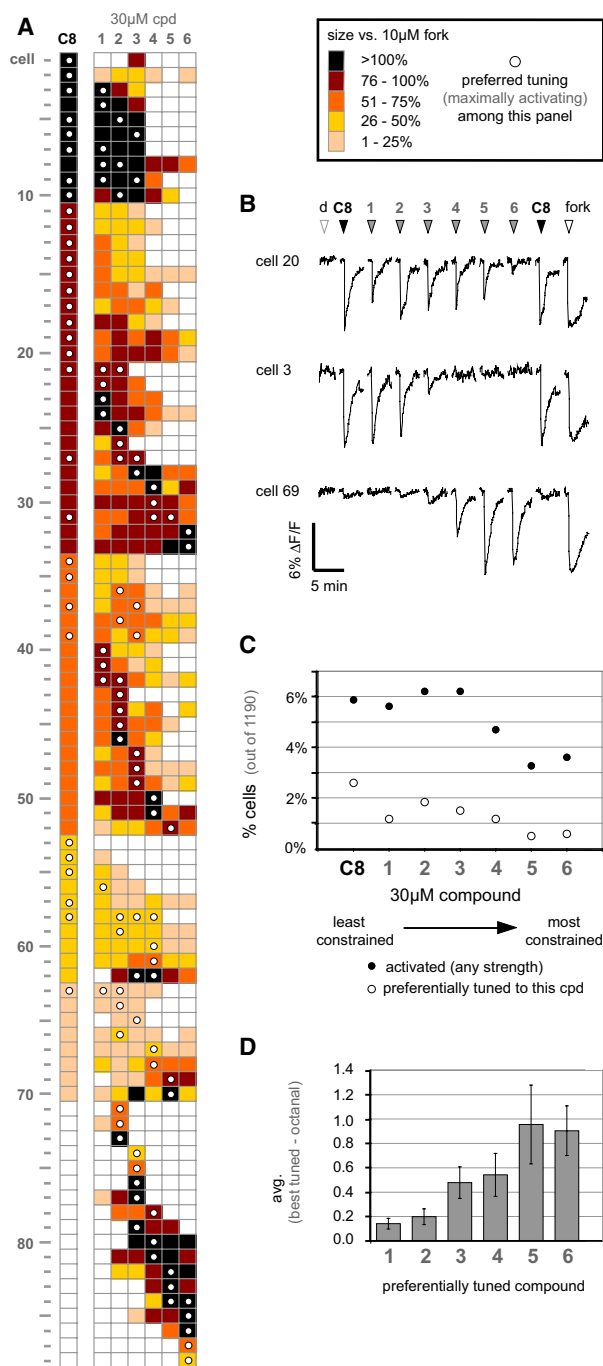 A
30µM cpd
C8 1 2 3 4 5 6
cell
10
20
30
40
50
60
70
80
size vs. 10µM fork
>100%
76 - 100%
51 - 75%
26 - 50%
1 - 25%
preferred tuning
(maximally activating)
among this panel
B
d C8 1 2 3 4 5 6 C8 fork
cell 20
cell 3
cell 69
6% ΔF/F
5 min
C
% cells (out of 1190)
6%
4%
2%
0%
C8 1 2 3 4 5 6
30µM compound
least constrained
most constrained
activated (any strength)
preferentially tuned to this cpd
D
avg.
(best tuned - octanal)
1.4
1.2
1.0
0.8
0.6
0.4
0.2
0.0
1 2 3 4 5 6
preferentially tuned compound